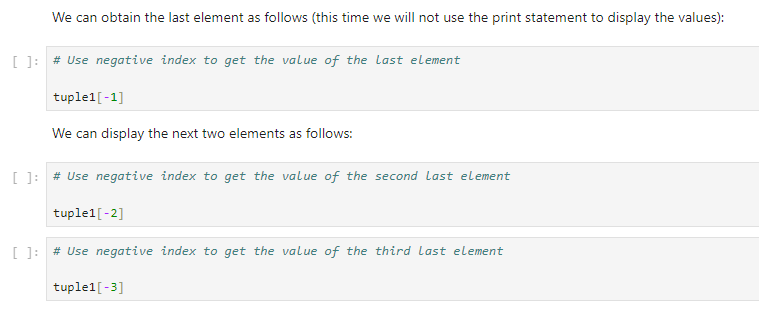 We can obtain the last element as follows (this time we will not use the print statement to display the values):
[ ]: # Use negative index to get the value of the last element
tuple1[-1]
We can display the next two elements as follows:
[ ]: # Use negative index to get the value of the second last element
tuple1[-2]
[ ]: # Use negative index to get the value of the third last element
tuple1[-3]